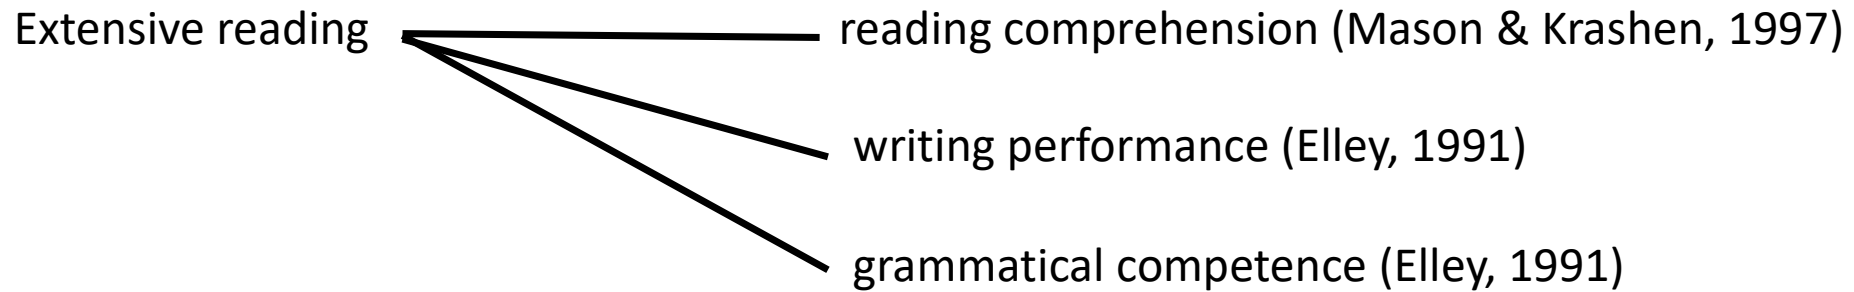 Extensive reading reading comprehension (Mason & Krashen, 1997)
writing performance (Elley, 1991)
grammatical competence (Elley, 1991)